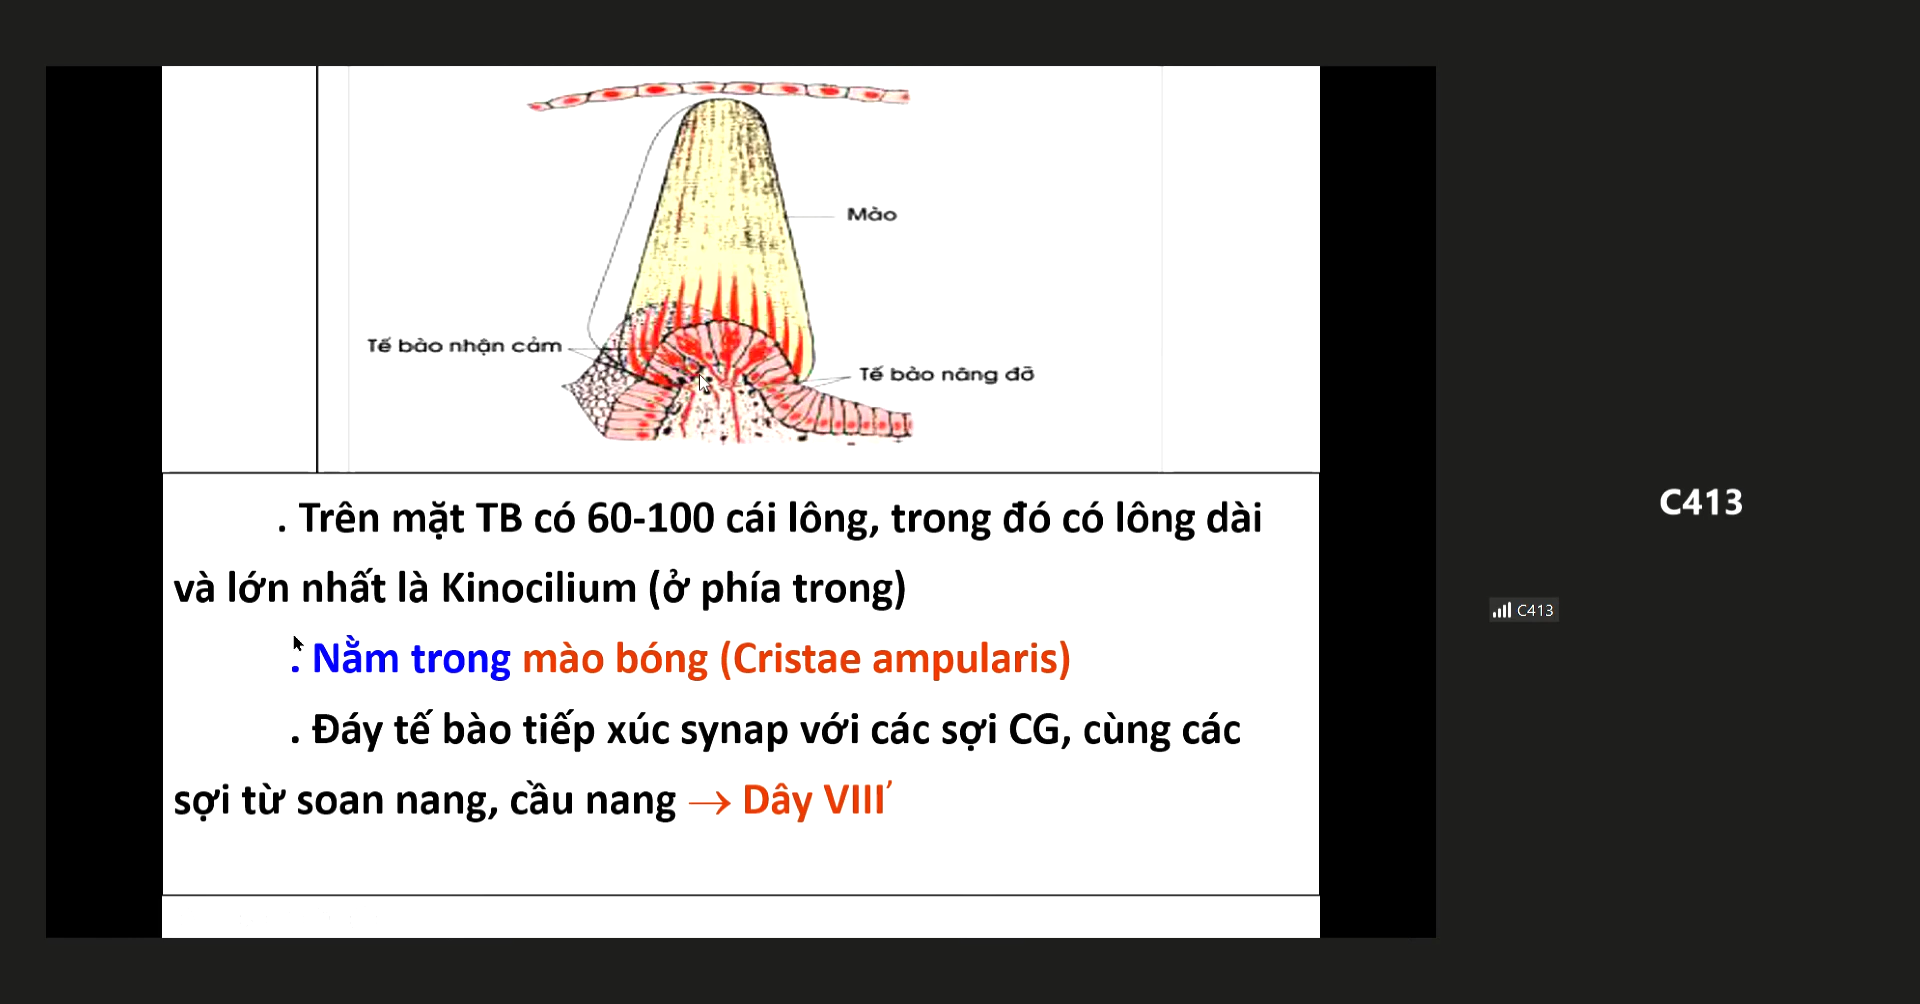 Mào
Tế bào nhận cảm
Tế bào nâng đỡ
. Trên mặt TB có 60-100 cái lông, trong đó có lông dài
và lớn nhất là Kinocilium (ở phía trong)
. Nằm trong mào bóng (Cristae ampularis)
. Đáy tế bào tiếp xúc synap với các sợi CG, cùng các
sợi từ soan nang, cầu nang → Dây VIII’
C413
C413